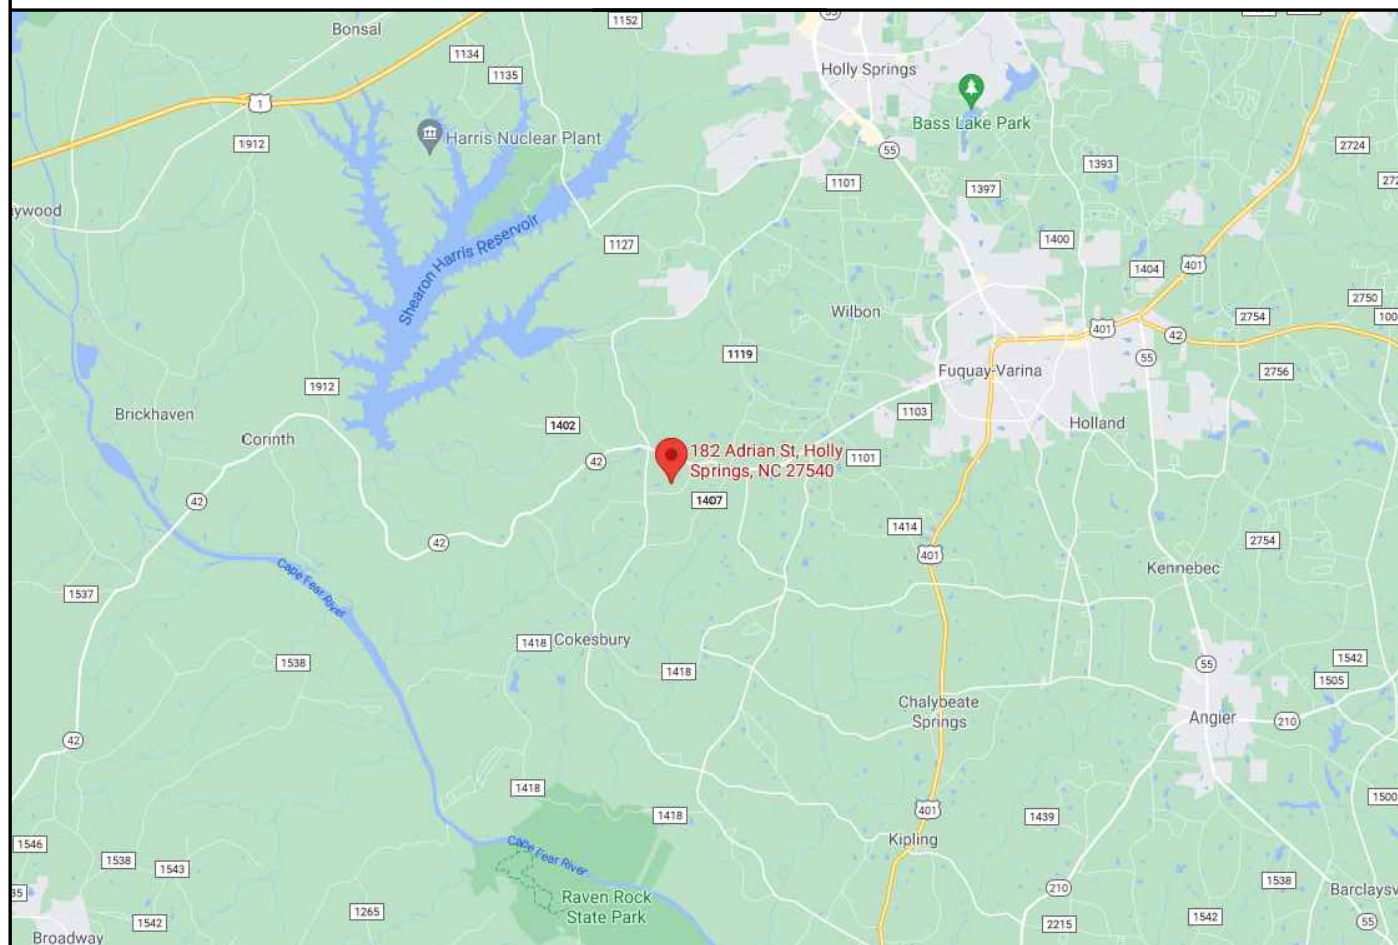 55
1152
Bonsal
1134
Holly Springs
1135
1
Bass Lake Park
Harris Nuclear Plant
1912
55
2724
1393
1101
1397
Shearon Harris Reservoir
1127
1400
1404
401
2750
2754
Wilbon
401
42
1119
55
Fuquay-Varina
2756
1912
Brickhaven
1103
Corinth
1402
Holland
182 Adrian St, Holly
Springs, NC 27540
42
1101
42
1407
1414
42
401
2754
Cape Fear River
Kennebec
1537
1418
Cokesbury
1538
1418
55
1542
1505
Chalybeate
Springs
Angier
210
42
1418
1500
401
1418
1439
Kipling
1546
1538
1543
Cape Fear River
210
1538
Raven Rock
State Park
1265
1542
2215
1542
55
Broadway